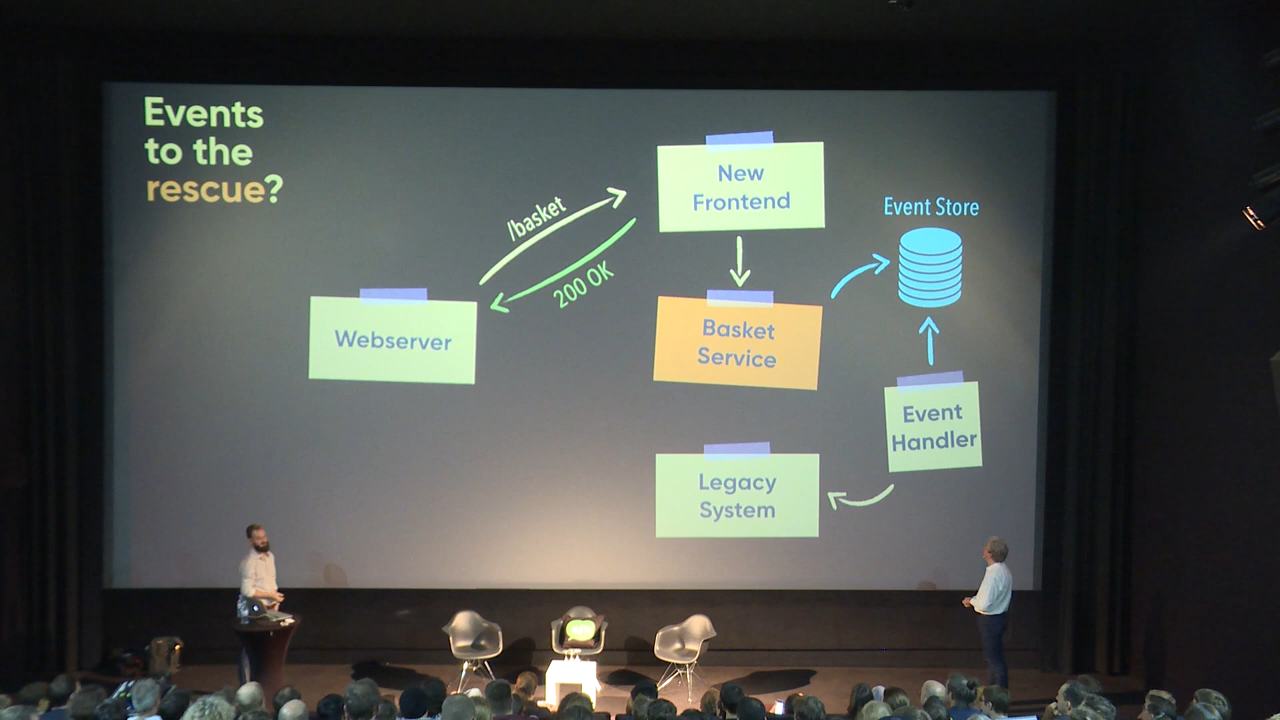 Events
to the
rescue?
/basket
200 OK
Webserver
New
Frontend
Basket
Service
Legacy
System
Event Store
Event
Handler